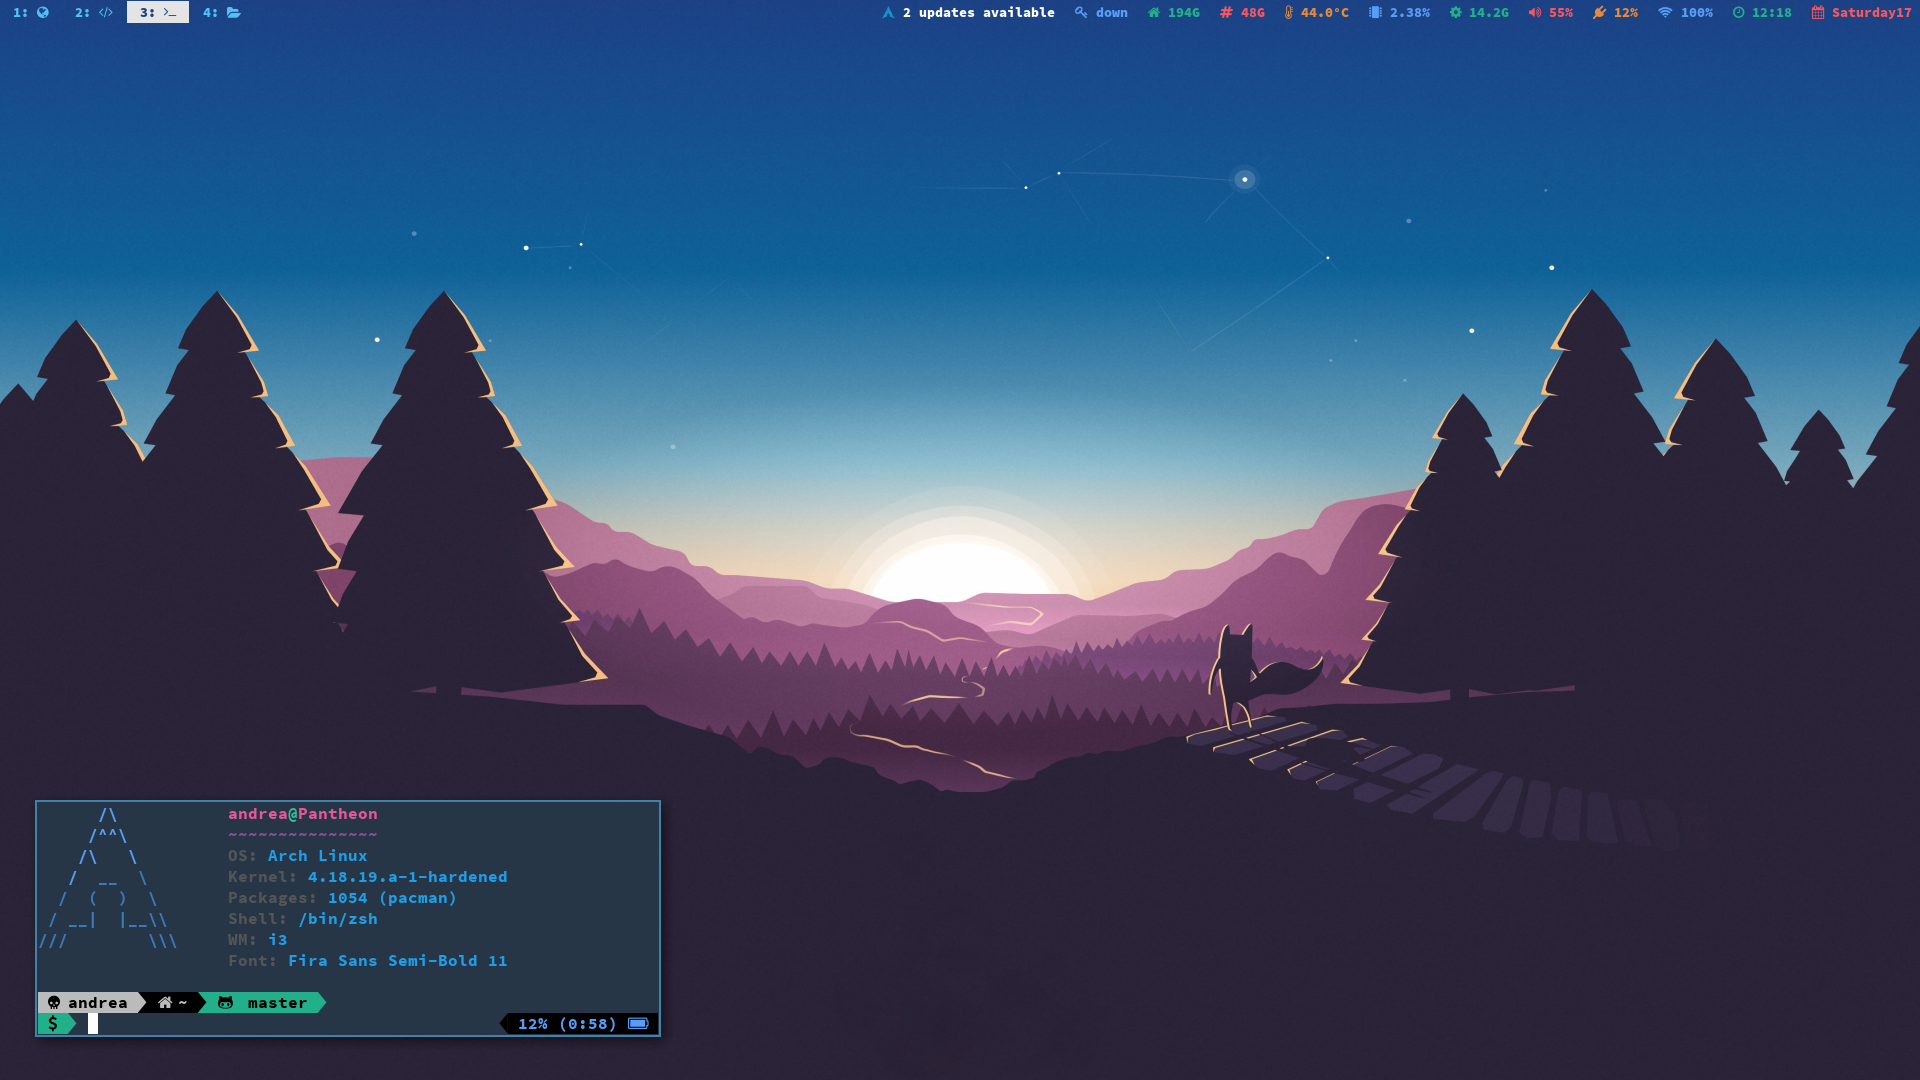 1: 2: </> 3: >_ 4: 2 updates available down 194G # 48G 44.0°C 2.38% 14.2G 55% 12% 100% 12:18 Saturday17
andrea@Pantheon
~~~~~~~~~~~~~~~
OS: Arch Linux
Kernel: 4.18.19.a-1-hardened
Packages: 1054 (pacman)
Shell: /bin/zsh
WM: i3
Font: Fira Sans Semi-Bold 11
andrea ~ master
$ 12% (0:58)